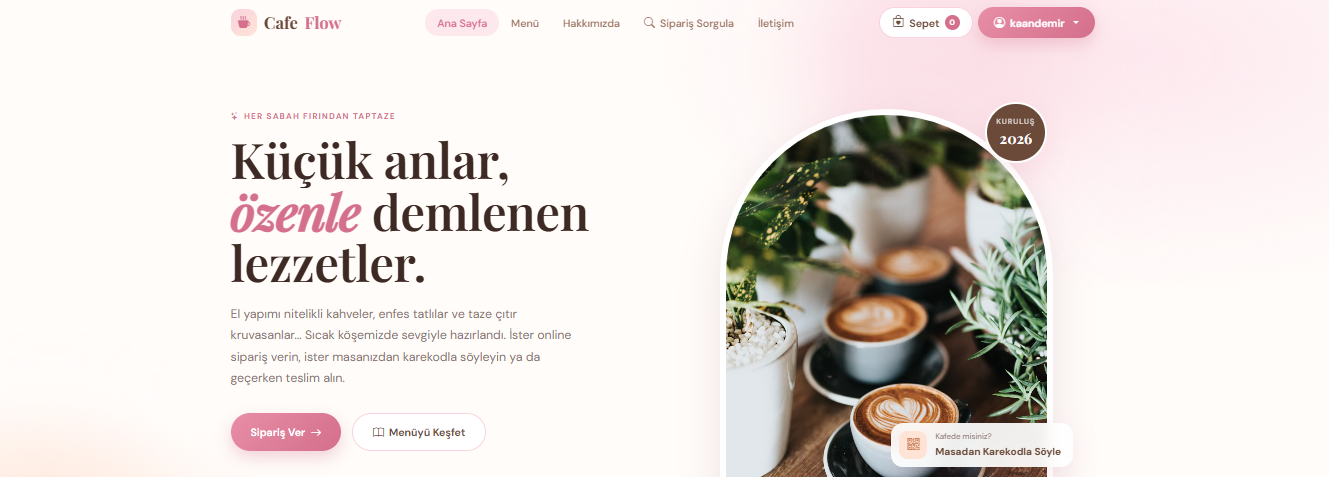 Cafe Flow
Ana Sayfa
Menü
Hakkımızda
Sipariş Sorgula
İletişim
Sepet 0
kaandemir
HER SABAH FIRINDAN TAPTAZE
Küçük anlar,
özenle demlenen
lezzetler.
El yapımı nitelikli kahveler, enfes tatlılar ve taze çıtır
kruvasanlar... Sıcak köşemizde sevgiyle hazırlandı. İster online
sipariş verin, ister masanızdan karekodla söyleyin ya da
geçerken teslim alın.
Sipariş Ver →
Menüyü Keşfet
KURULUŞ
2026
Kafede misiniz?
Masadan Karekodla Söyle